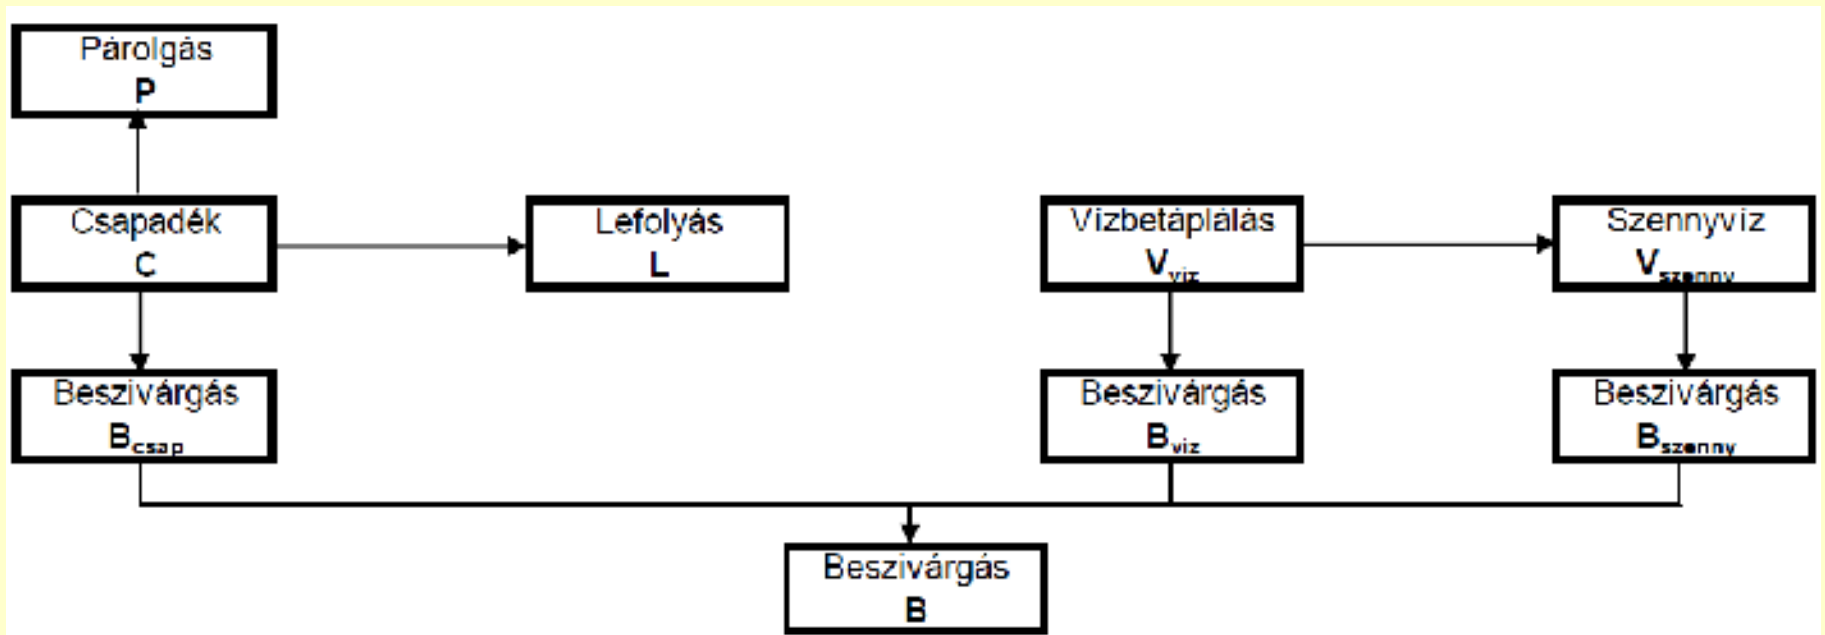 Párolgás
P
Csapadék
C
Lefolyás
L
Vízbetáplálás
Vvíz
Szennyvíz
Vszenny
Beszivárgás
Bcsap
Beszivárgás
Bvíz
Beszivárgás
Bszenny
Beszivárgás
B